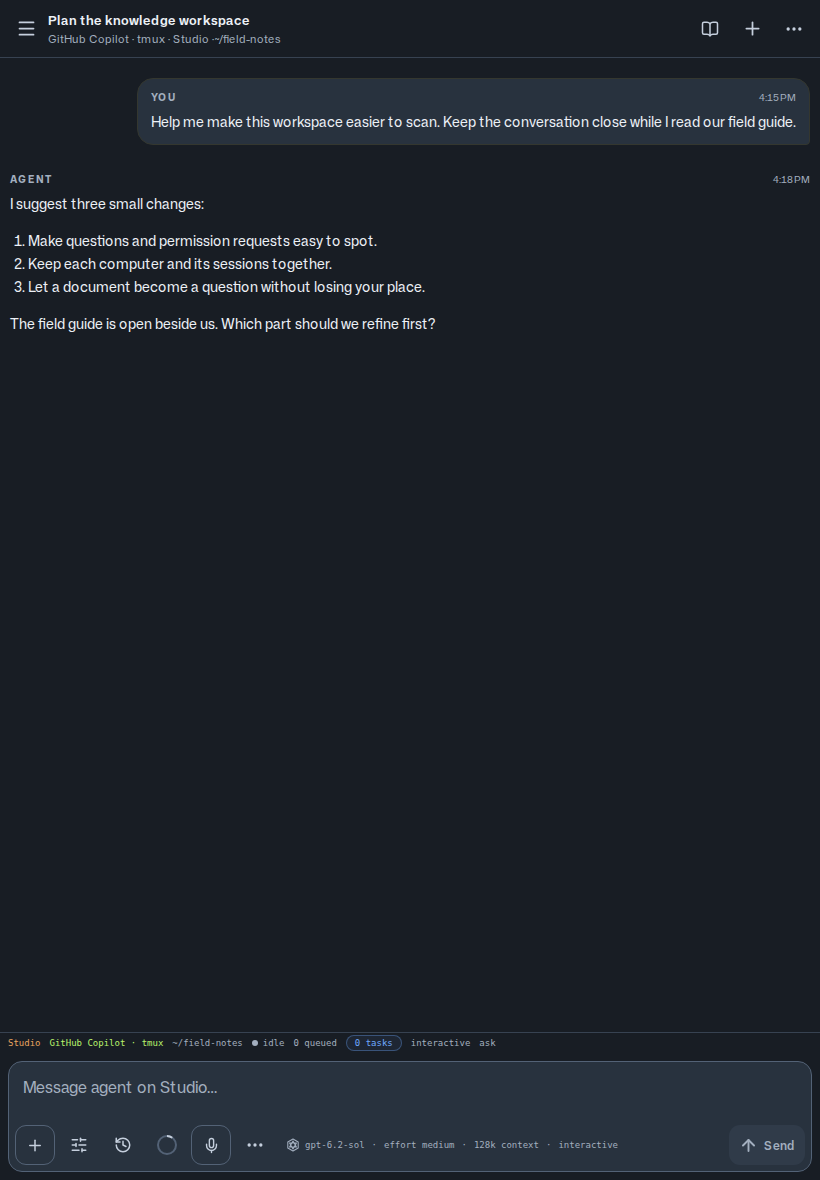 Plan the knowledge workspace
GitHub Copilot · tmux · Studio · ~/field-notes
YOU 4:15 PM
Help me make this workspace easier to scan. Keep the conversation close while I read our field guide.
AGENT 4:18 PM
I suggest three small changes:
1. Make questions and permission requests easy to spot.
2. Keep each computer and its sessions together.
3. Let a document become a question without losing your place.
The field guide is open beside us. Which part should we refine first?
Studio GitHub Copilot · tmux ~/field-notes idle 0 queued 0 tasks interactive ask
Message agent on Studio...
gpt-6.2-sol · effort medium · 128k context · interactive Send